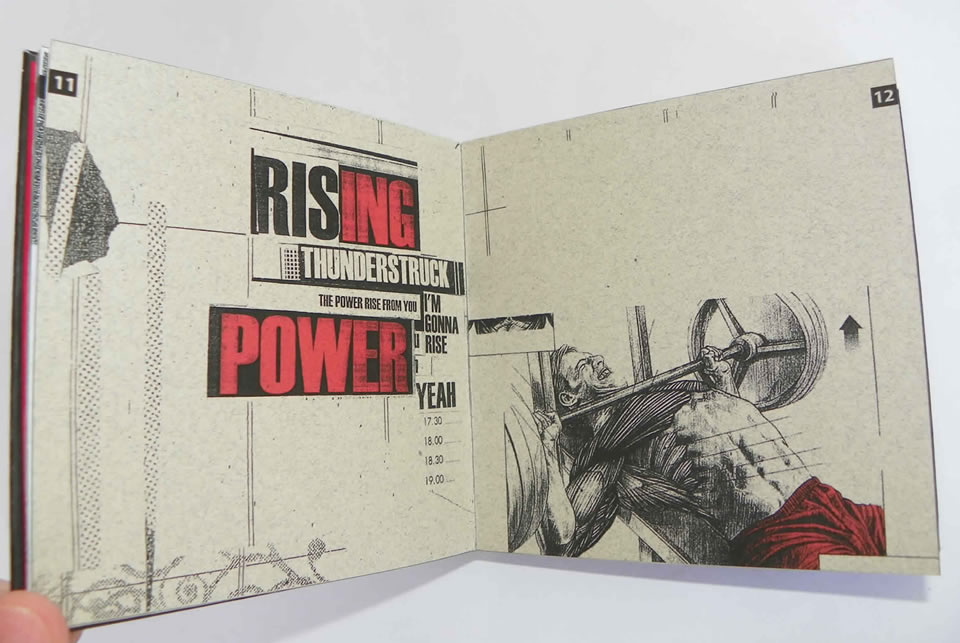 11
RISING
THUNDERSTRUCK
THE POWER RISE FROM YOU
I'M
GONNA
RISE
POWER
YEAH
17.30
18.00
18.30
19.00
12